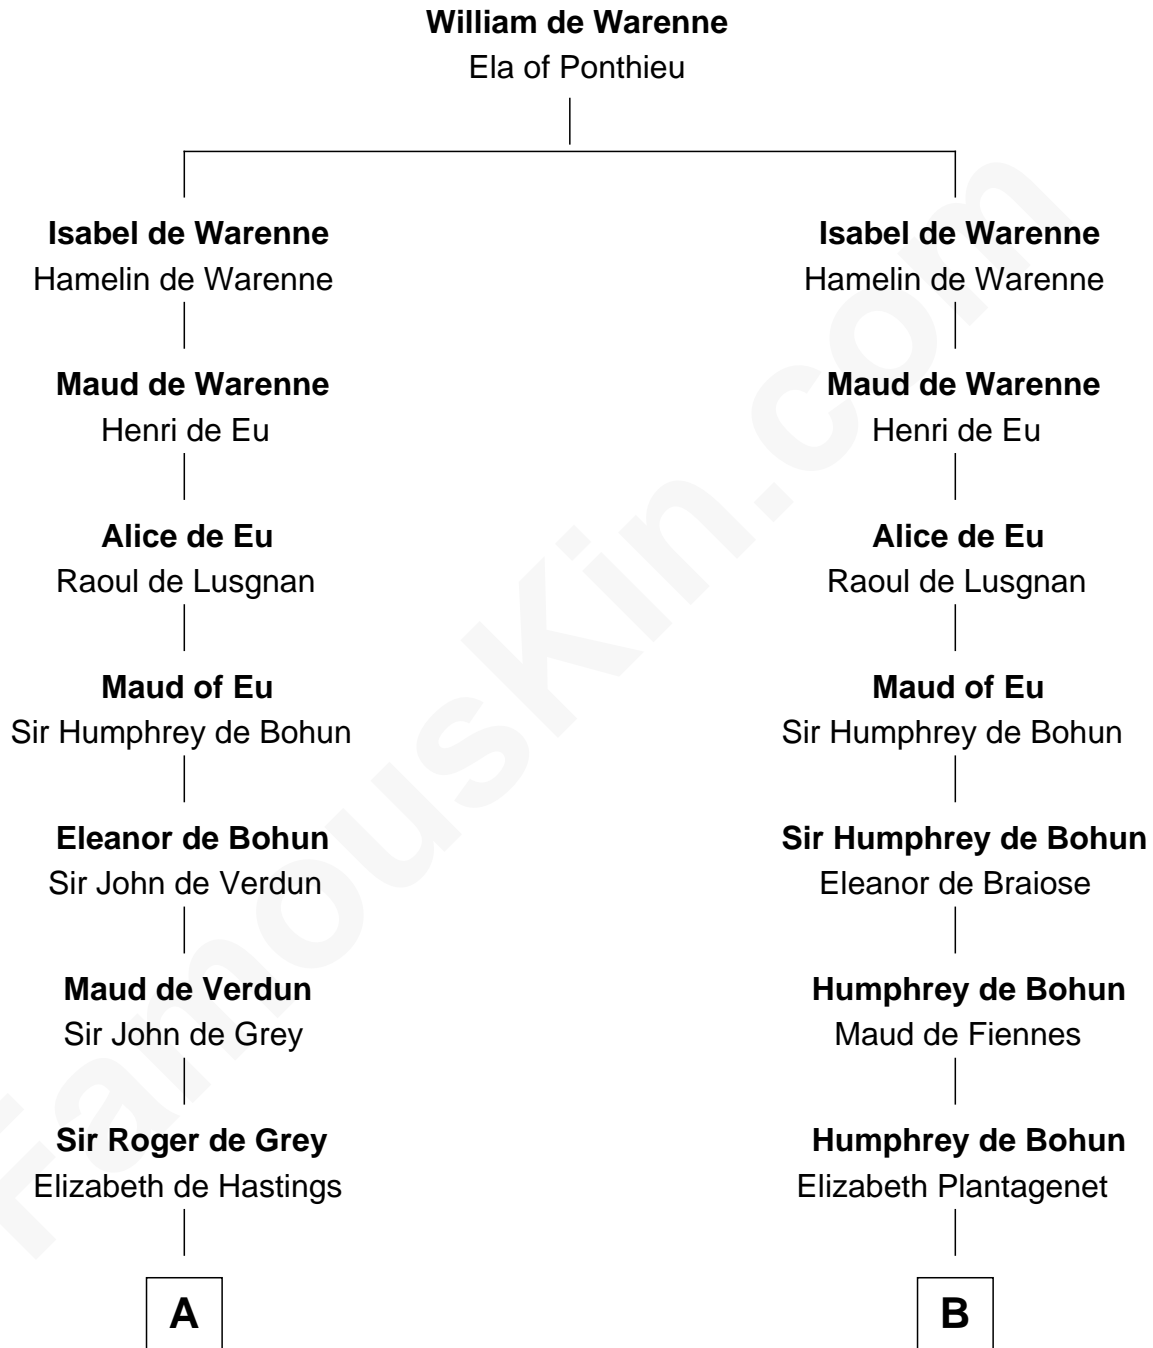 William de Warenne
Ela of Ponthieu
Isabel de Warenne
Hamelin de Warenne
Maud de Warenne
Henri de Eu
Alice de Eu
Raoul de Lusgnan
Maud of Eu
Sir Humphrey de Bohun
Eleanor de Bohun
Sir John de Verdun
Maud de Verdun
Sir John de Grey
Sir Roger de Grey
Elizabeth de Hastings
A
Isabel de Warenne
Hamelin de Warenne
Maud de Warenne
Henri de Eu
Alice de Eu
Raoul de Lusgnan
Maud of Eu
Sir Humphrey de Bohun
Sir Humphrey de Bohun
Eleanor de Braiose
Humphrey de Bohun
Maud de Fiennes
Humphrey de Bohun
Elizabeth Plantagenet
B
FamousKin.com